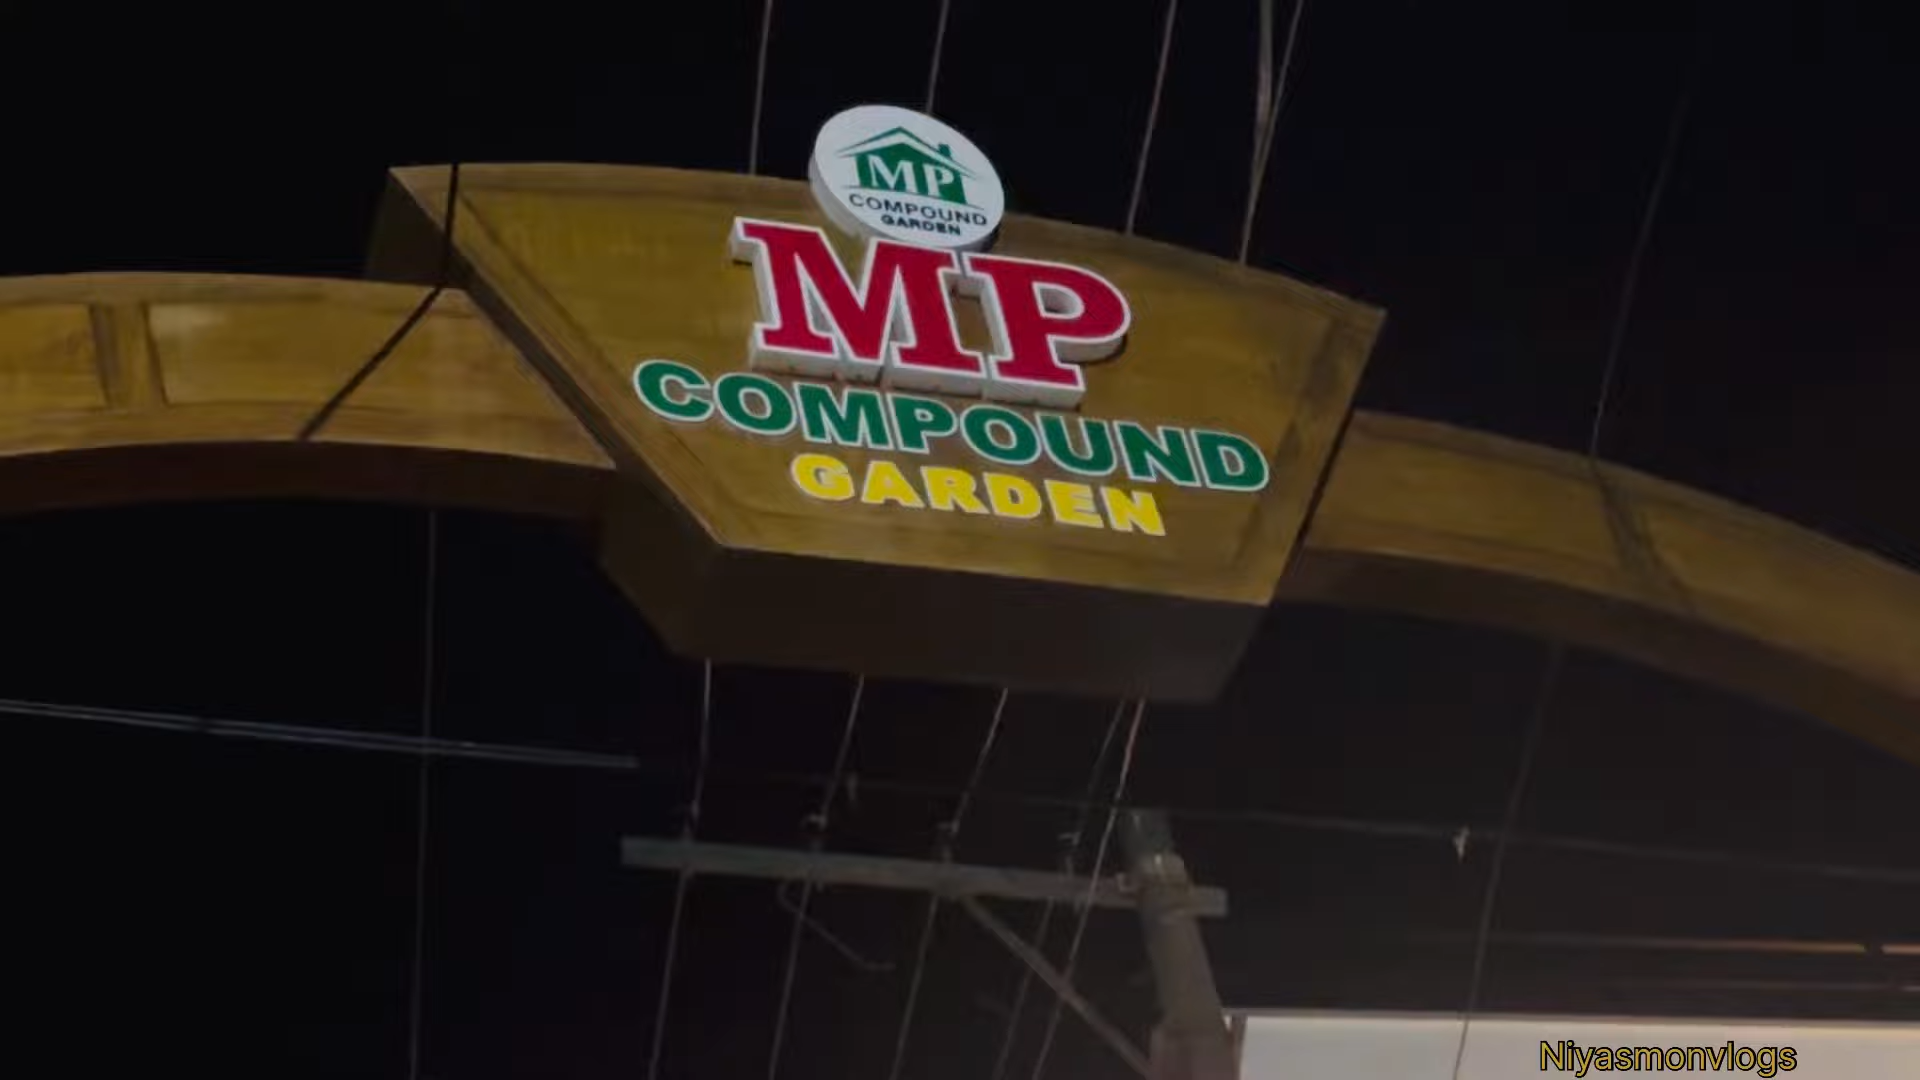 MP
COMPOUND
GARDEN
MP
COMPOUND
GARDEN
Niyasmonvlogs